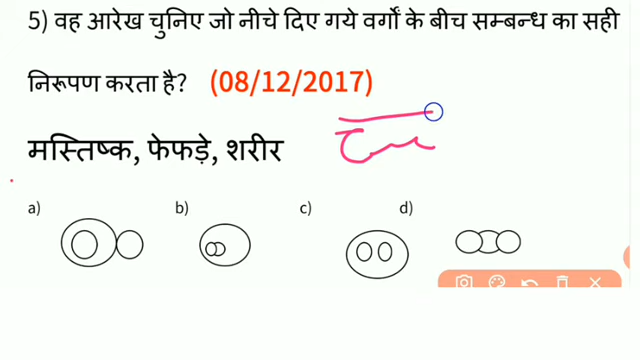 5) वह आरेख चुनिए जो नीचे दिए गये वर्गों के बीच सम्बन्ध का सही
निरूपण करता है? (08/12/2017)
मस्तिष्क, फेफड़े, शरीर
a) b) c) d)